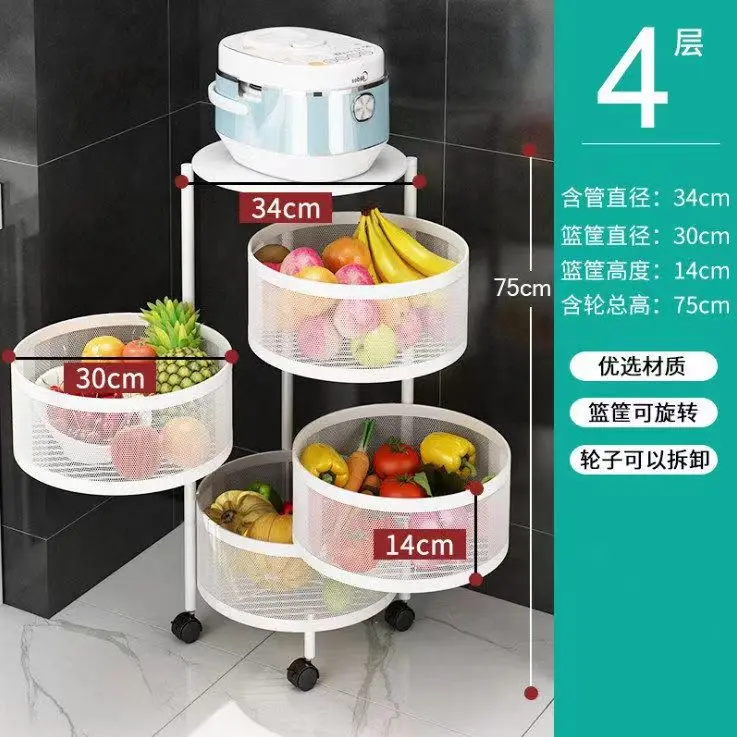 4层
34cm
75cm
30cm
14cm
含管直径：34cm
篮筐直径：30cm
篮筐高度：14cm
含轮总高：75cm
优选材质
篮筐可旋转
轮子可以拆卸